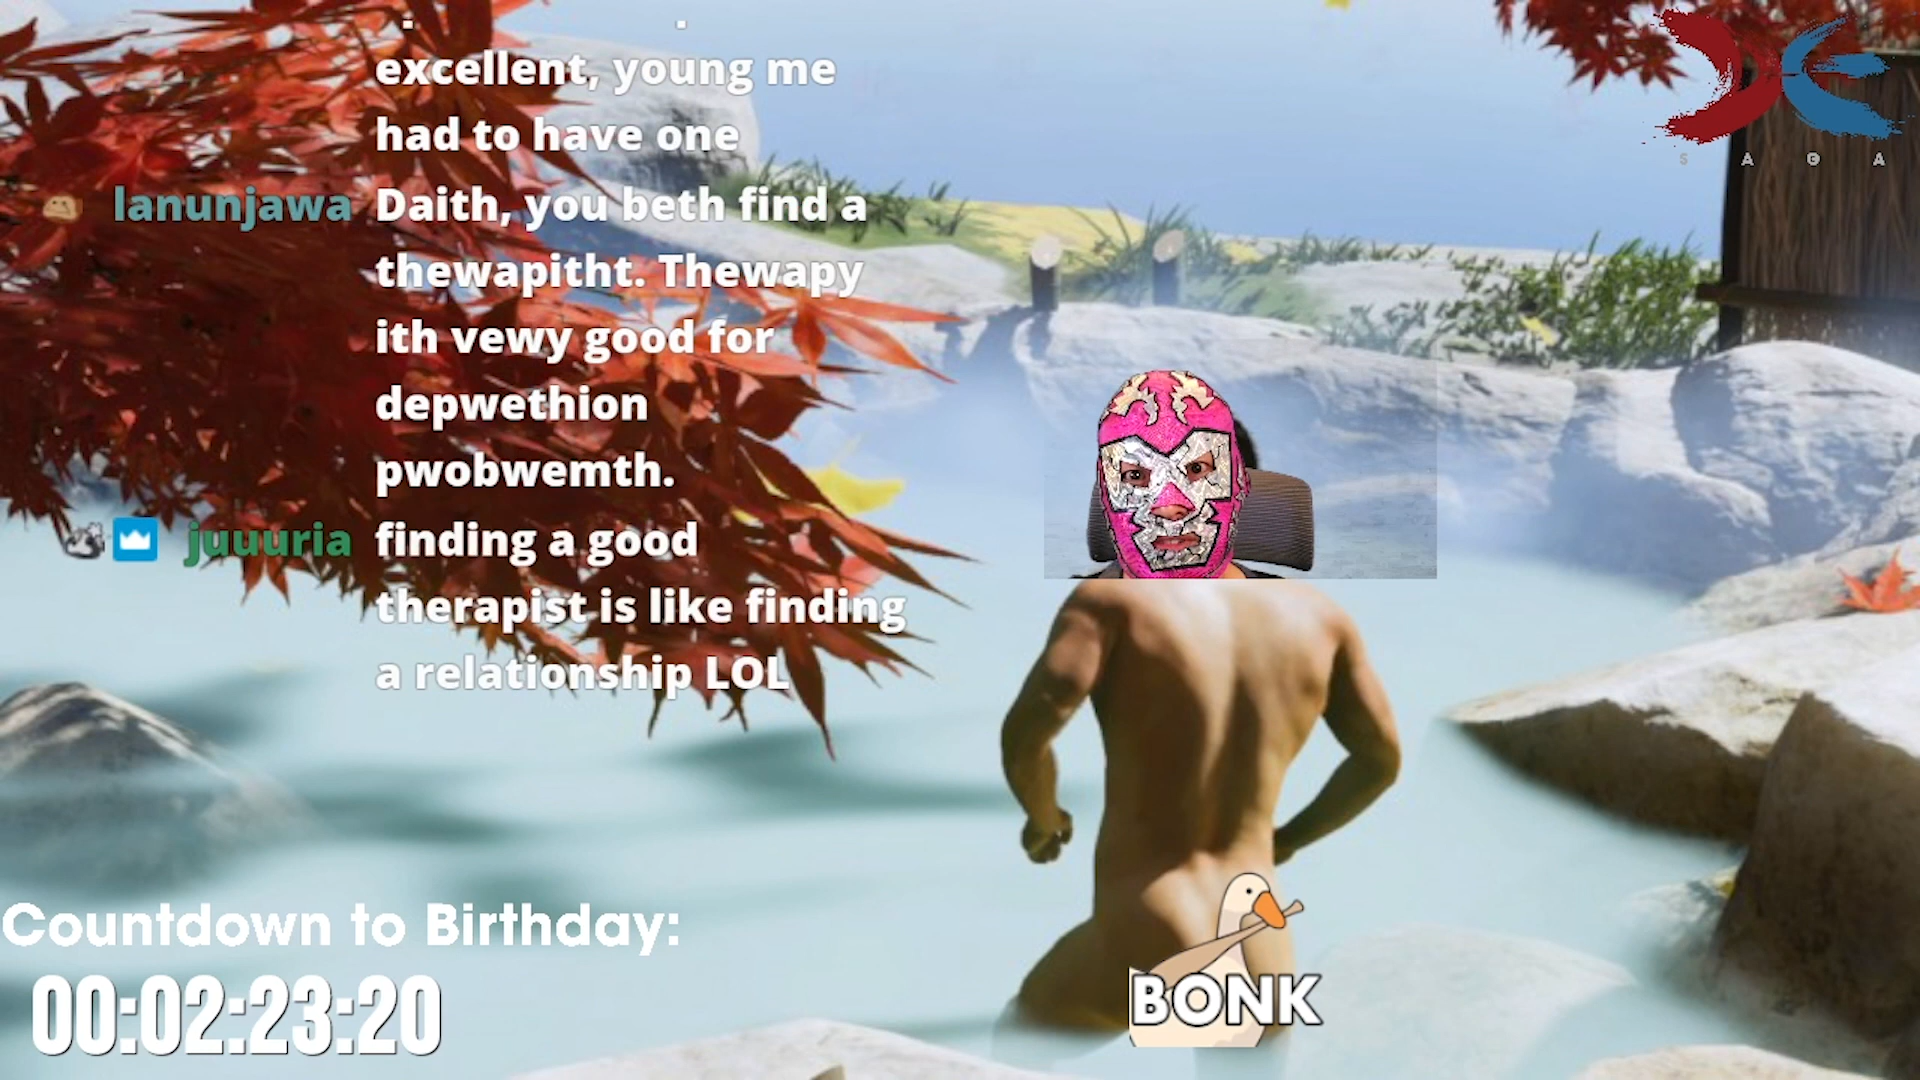 excellent, young me
had to have one
lanunjawa Daith, you beth find a
thewapitht. Thewapy
ith vewy good for
depwethion
pwobwemth.
juuuria finding a good
therapist is like finding
a relationship LOL
SAGA
Countdown to Birthday:
00:02:23:20
BONK